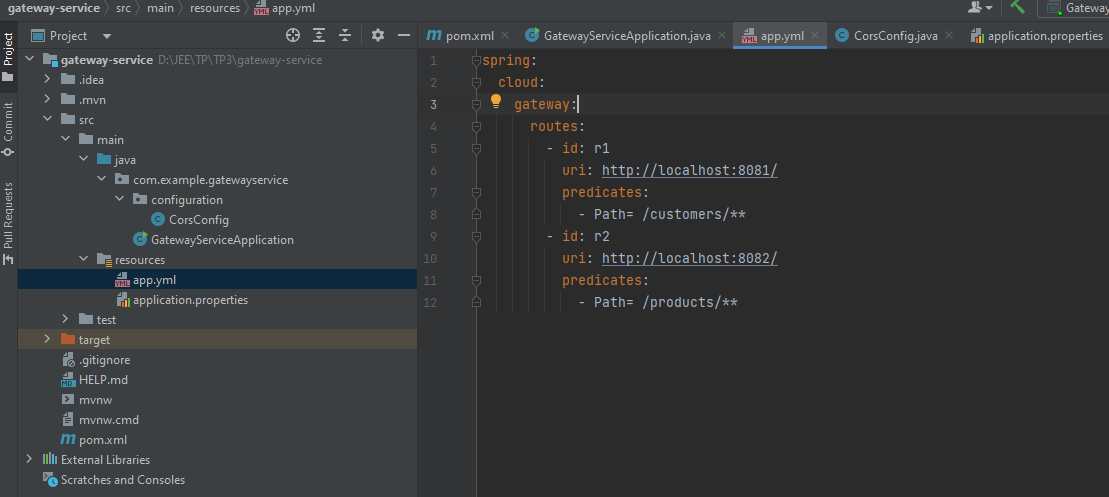 gateway-service > src > main > resources > app.yml
Gateway
Project
Project
Commit
Pull Requests
gateway-service D:\JEE\TP\TP3\gateway-service
.idea
.mvn
src
main
java
com.example.gatewayservice
configuration
CorsConfig
GatewayServiceApplication
resources
app.yml
application.properties
test
target
.gitignore
HELP.md
mvnw
mvnw.cmd
pom.xml
External Libraries
Scratches and Consoles
pom.xml GatewayServiceApplication.java app.yml CorsConfig.java application.properties
1 spring:
2 cloud:
3 gateway:
4 routes:
5 - id: r1
6 uri: http://localhost:8081/
7 predicates:
8 - Path= /customers/**
9 - id: r2
10 uri: http://localhost:8082/
11 predicates:
12 - Path= /products/**